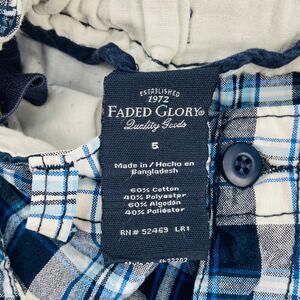 ESTABLISHED
1972
FADED GLORY®
Quality Goods
5
Made in / Hecho en
Bangladesh
60% Cotton
40% Polyester
60% Algodón
40% Poliéster
RN# 52469 LR1